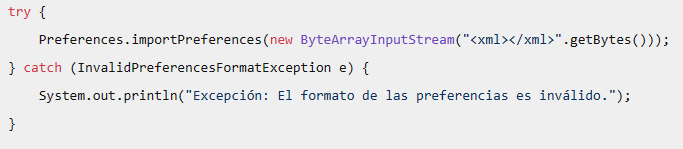 try {
    Preferences.importPreferences(new ByteArrayInputStream("<xml></xml>".getBytes()));
} catch (InvalidPreferencesFormatException e) {
    System.out.println("Excepción: El formato de las preferencias es inválido.");
}